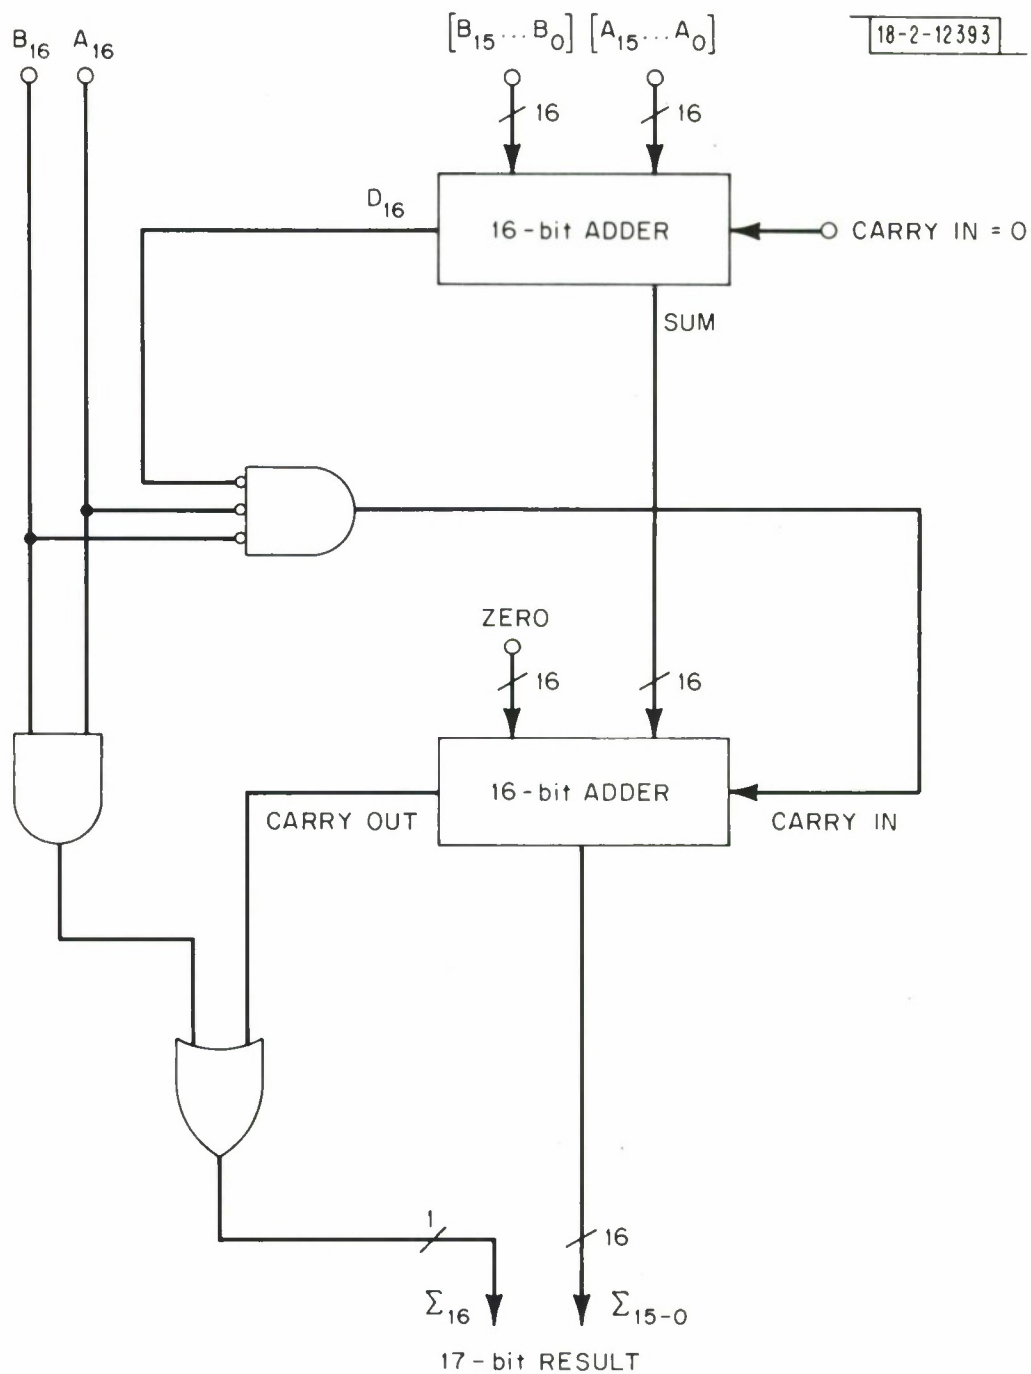 B₁₆ A₁₆ [B₁₅...B₀] [A₁₅...A₀] 18-2-12393
16 16
D₁₆
16-bit ADDER CARRY IN = 0
SUM
ZERO
16 16
16-bit ADDER
CARRY OUT CARRY IN
1 16
Σ₁₆ Σ₁₅₋₀
17-bit RESULT